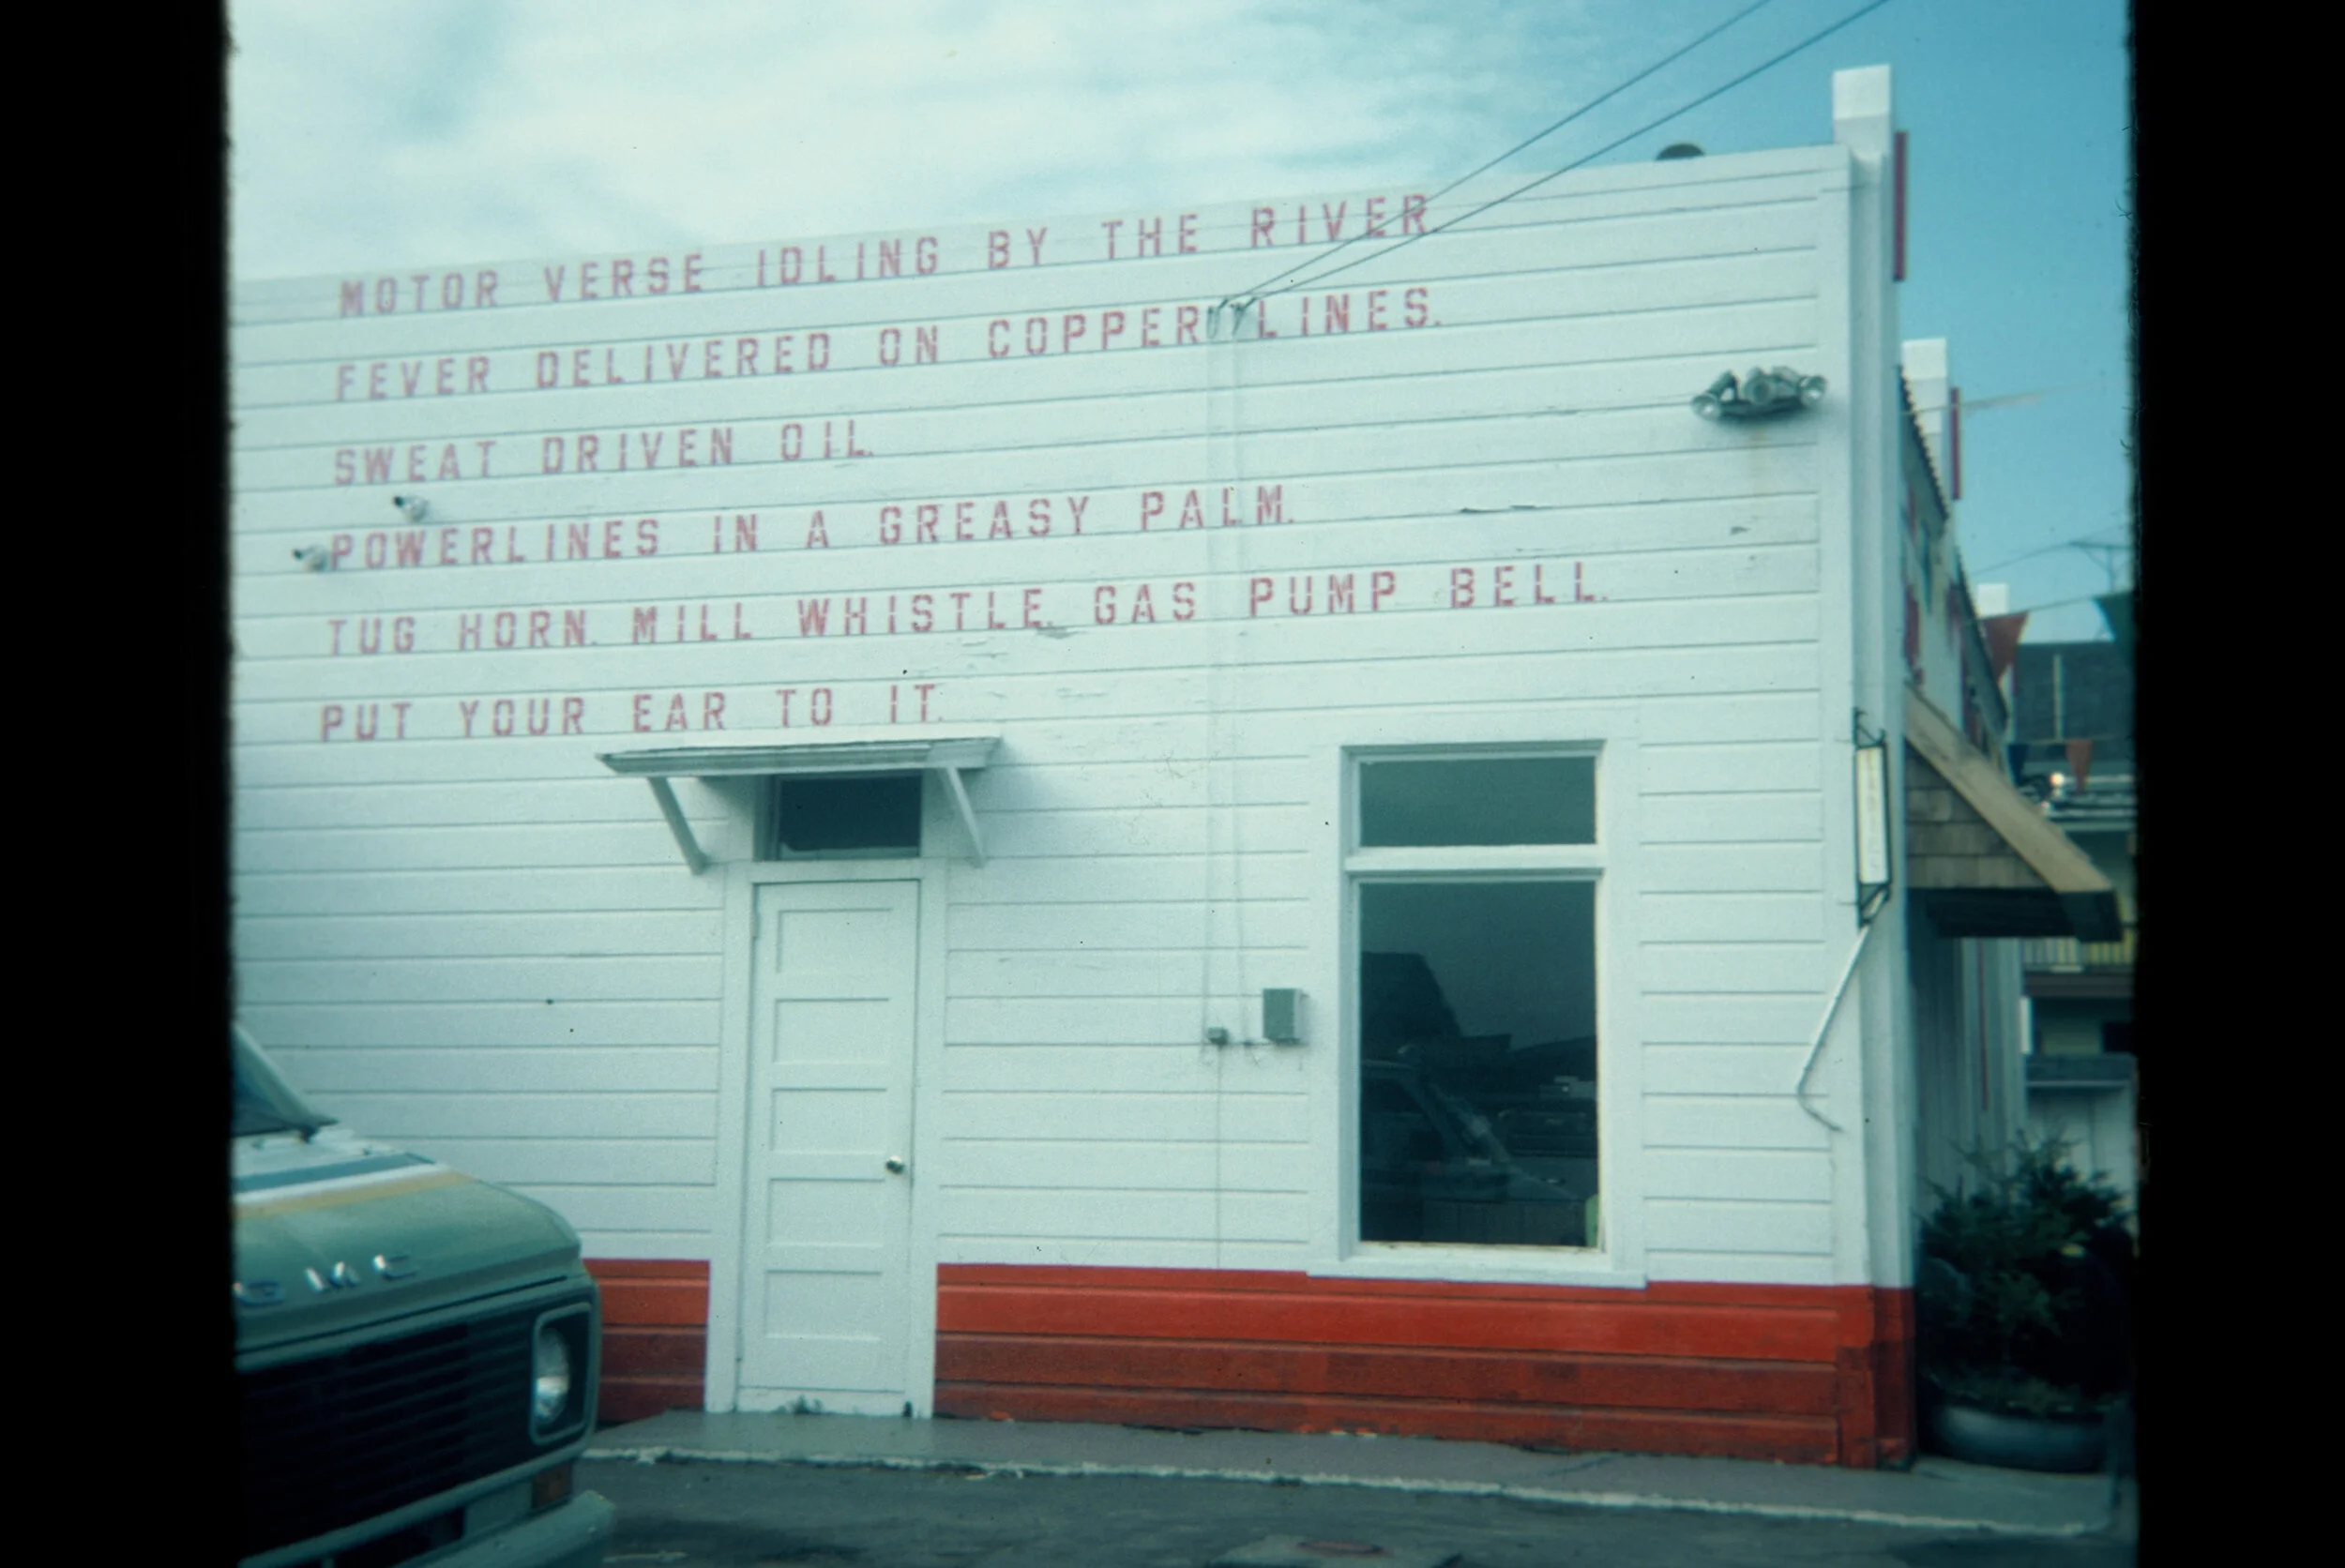 MOTOR VERSE IDLING BY THE RIVER
FEVER DELIVERED ON COPPER LINES.
SWEAT DRIVEN OIL.
POWERLINES IN A GREASY PALM.
TUG HORN. MILL WHISTLE. GAS PUMP BELL.
PUT YOUR EAR TO IT.
GMC